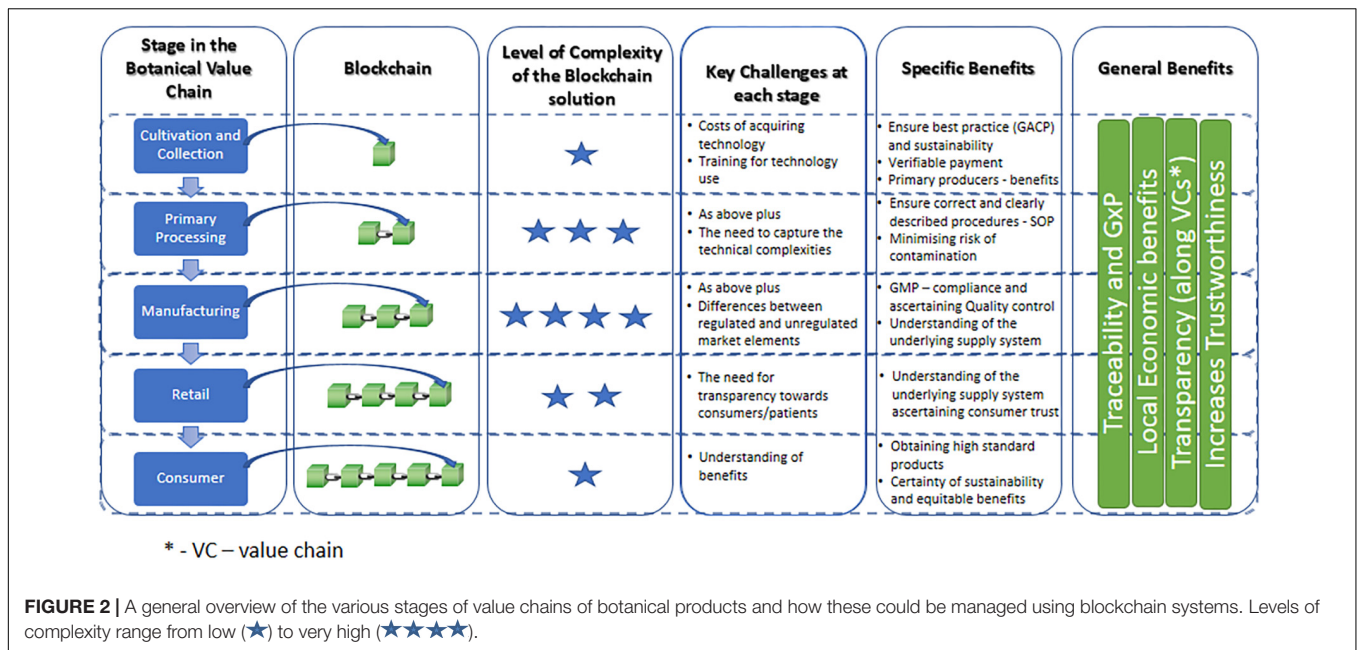 Stage in the
Botanical Value
Chain
Blockchain
Level of Complexity
of the Blockchain
solution
Key Challenges at
each stage
Specific Benefits
General Benefits
Cultivation and
Collection
• Costs of acquiring
technology
• Training for technology
use
• Ensure best practice (GACP)
and sustainability
• Verifiable payment
• Primary producers - benefits
Primary
Processing
• As above plus
• The need to capture the
technical complexities
• Ensure correct and clearly
described procedures - SOP
• Minimising risk of
contamination
Manufacturing
• As above plus
• Differences between
regulated and unregulated
market elements
• GMP – compliance and
ascertaining Quality control
• Understanding of the
underlying supply system
Retail
• The need for
transparency towards
consumers/patients
• Understanding of the
underlying supply system
ascertaining consumer trust
Consumer
• Understanding of
benefits
• Obtaining high standard
products
• Certainty of sustainability
and equitable benefits
Traceability and GxP
Local Economic benefits
Transparency (along VCs*)
Increases Trustworthiness
* - VC – value chain
FIGURE 2 | A general overview of the various stages of value chains of botanical products and how these could be managed using blockchain systems. Levels of
complexity range from low (★) to very high (★★★★).